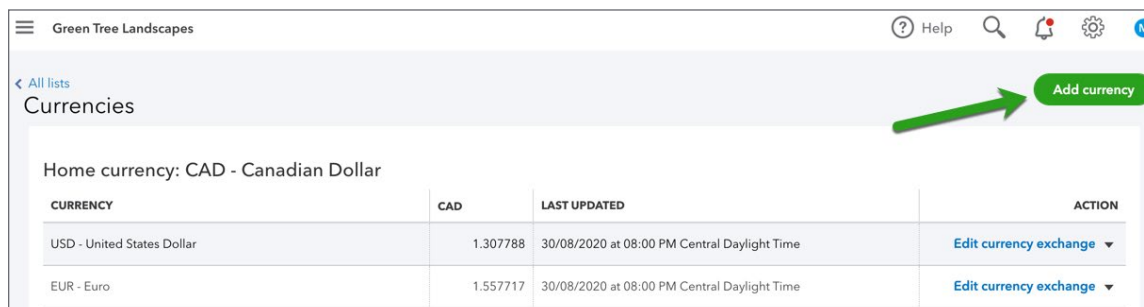 Green Tree Landscapes
Help
All lists
Currencies
Add currency
Home currency: CAD - Canadian Dollar
CURRENCY CAD LAST UPDATED ACTION
USD - United States Dollar 1.307788 30/08/2020 at 08:00 PM Central Daylight Time Edit currency exchange
EUR - Euro 1.557717 30/08/2020 at 08:00 PM Central Daylight Time Edit currency exchange